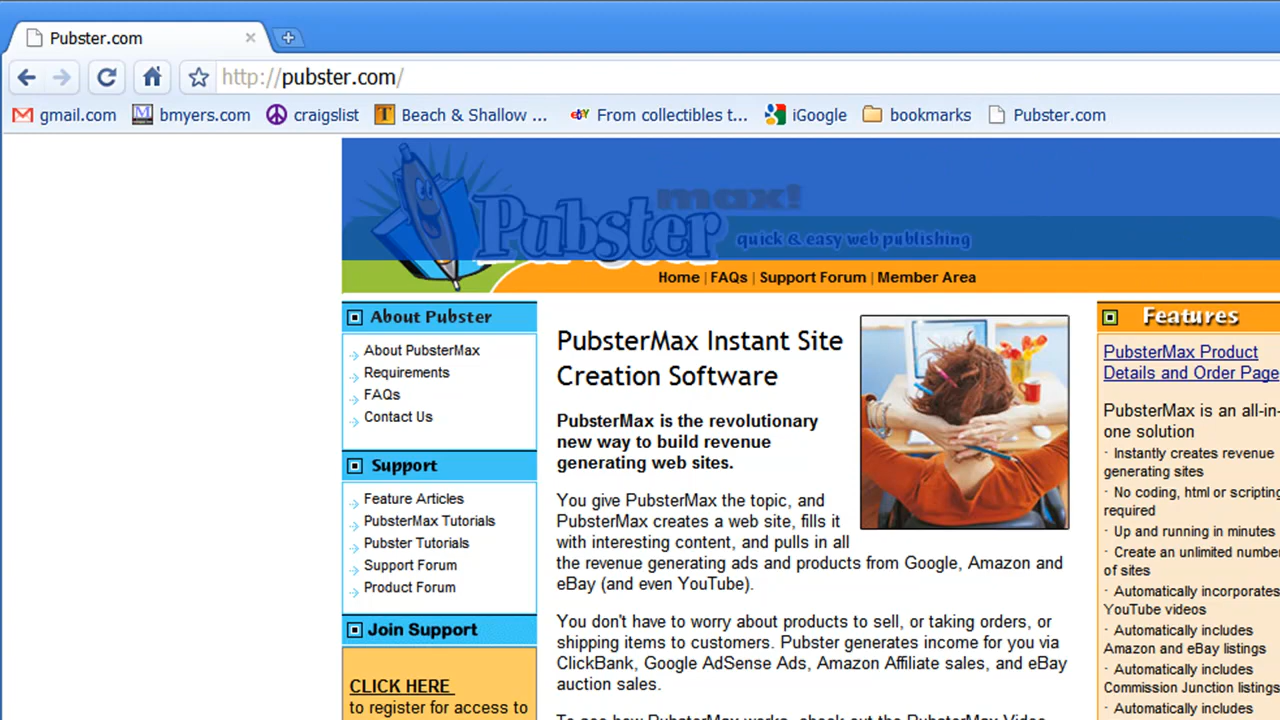 Pubster.com
http://pubster.com/
gmail.com bmyers.com craigslist Beach & Shallow ... From collectibles t... iGoogle bookmarks Pubster.com
max!
Pubster
quick & easy web publishing
Home | FAQs | Support Forum | Member Area
About Pubster
About PubsterMax
Requirements
FAQs
Contact Us
Support
Feature Articles
PubsterMax Tutorials
Pubster Tutorials
Support Forum
Product Forum
Join Support
CLICK HERE
to register for access to
PubsterMax Instant Site
Creation Software
PubsterMax is the revolutionary
new way to build revenue
generating web sites.
You give PubsterMax the topic, and
PubsterMax creates a web site, fills it
with interesting content, and pulls in all
the revenue generating ads and products from Google, Amazon and
eBay (and even YouTube).
You don't have to worry about products to sell, or taking orders, or
shipping items to customers. Pubster generates income for you via
ClickBank, Google AdSense Ads, Amazon Affiliate sales, and eBay
auction sales.
To see how PubsterMax works, check out the PubsterMax Video
Features
PubsterMax Product
Details and Order Page
PubsterMax is an all-in-
one solution
· Instantly creates revenue
generating sites
· No coding, html or scripting
required
· Up and running in minutes
· Create an unlimited number
of sites
· Automatically incorporates
YouTube videos
· Automatically includes
Amazon and eBay listings
· Automatically includes
Commission Junction listings
· Automatically includes